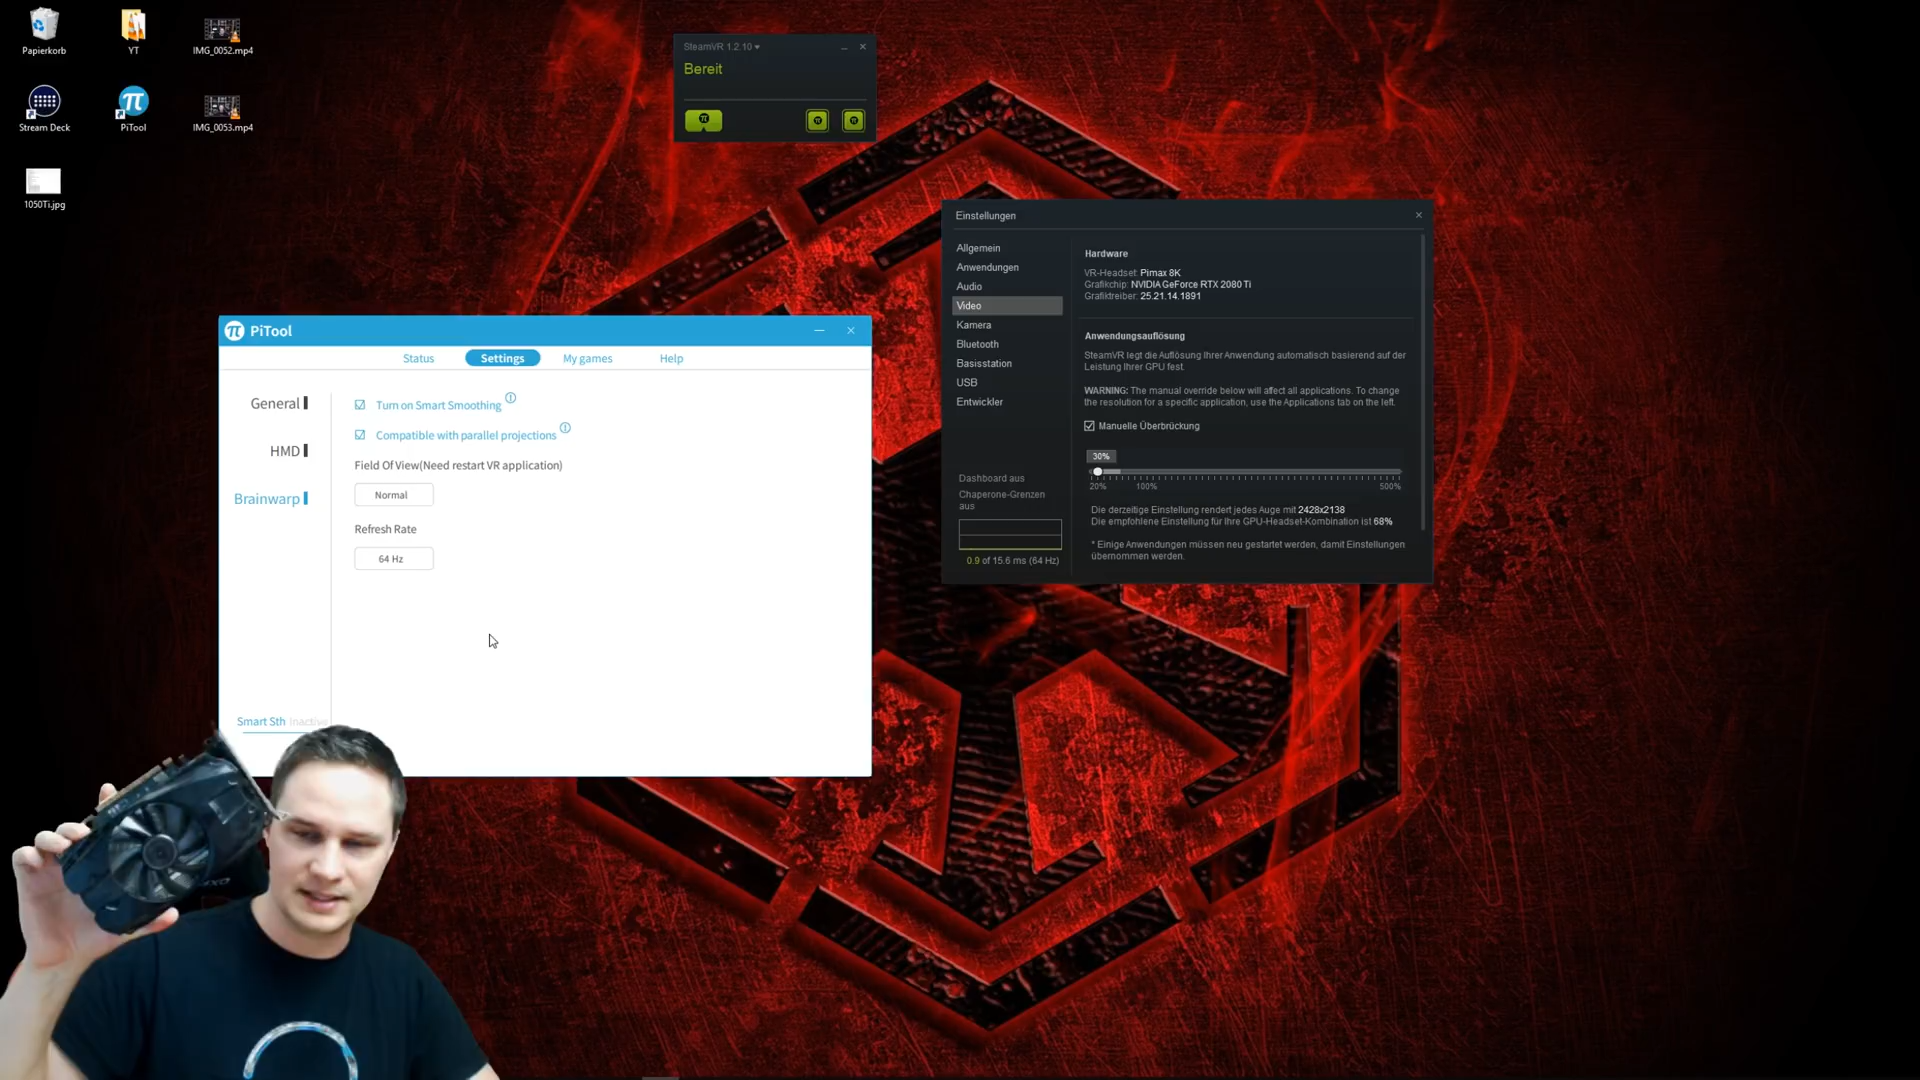 Papierkorb
YT
IMG_0052.mp4
Stream Deck
PiTool
IMG_0053.mp4
1050Ti.jpg
SteamVR 1.2.10
Bereit
PiTool
Status
Settings
My games
Help
General
HMD
Brainwarp
Turn on Smart Smoothing
Compatible with parallel projections
Field Of View(Need restart VR application)
Normal
Refresh Rate
64 Hz
Smart Sth Inactive
Einstellungen
Allgemein
Anwendungen
Audio
Video
Kamera
Bluetooth
Basisstation
USB
Entwickler
Dashboard aus
Chaperone-Grenzen
aus
0.9 of 15.6 ms (64 Hz)
Hardware
VR-Headset: Pimax 8K
Grafikchip: NVIDIA GeForce RTX 2080 Ti
Grafiktreiber: 25.21.14.1891
Anwendungsauflösung
SteamVR legt die Auflösung Ihrer Anwendung automatisch basierend auf der
Leistung Ihrer GPU fest.
WARNING: The manual override below will affect all applications. To change
the resolution for a specific application, use the Applications tab on the left.
Manuelle Überbrückung
30%
20% 100% 500%
Die derzeitige Einstellung rendert jedes Auge mit 2428x2138
Die empfohlene Einstellung für Ihre GPU-Headset-Kombination ist 68%
* Einige Anwendungen müssen neu gestartet werden, damit Einstellungen
übernommen werden.